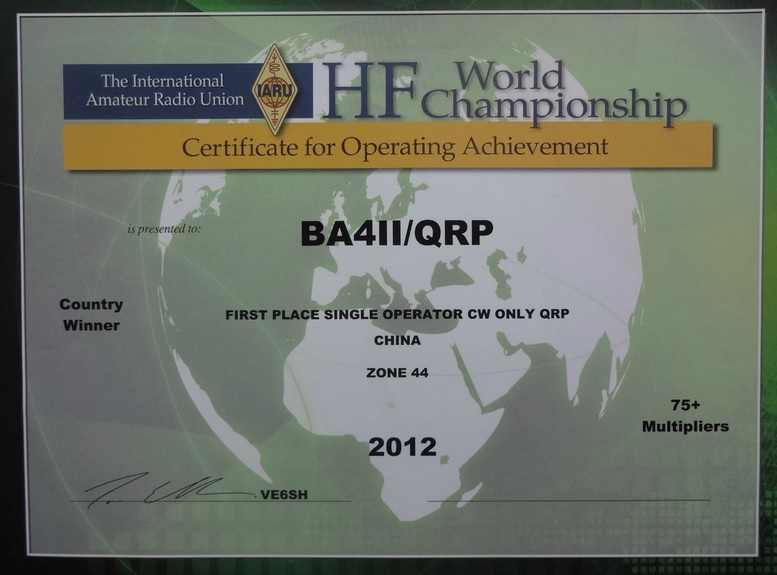 The International
Amateur Radio Union
IARU
HF World
Championship
Certificate for Operating Achievement
is presented to:
BA4II/QRP
Country
Winner
FIRST PLACE SINGLE OPERATOR CW ONLY QRP
CHINA
ZONE 44
75+
Multipliers
2012
VE6SH